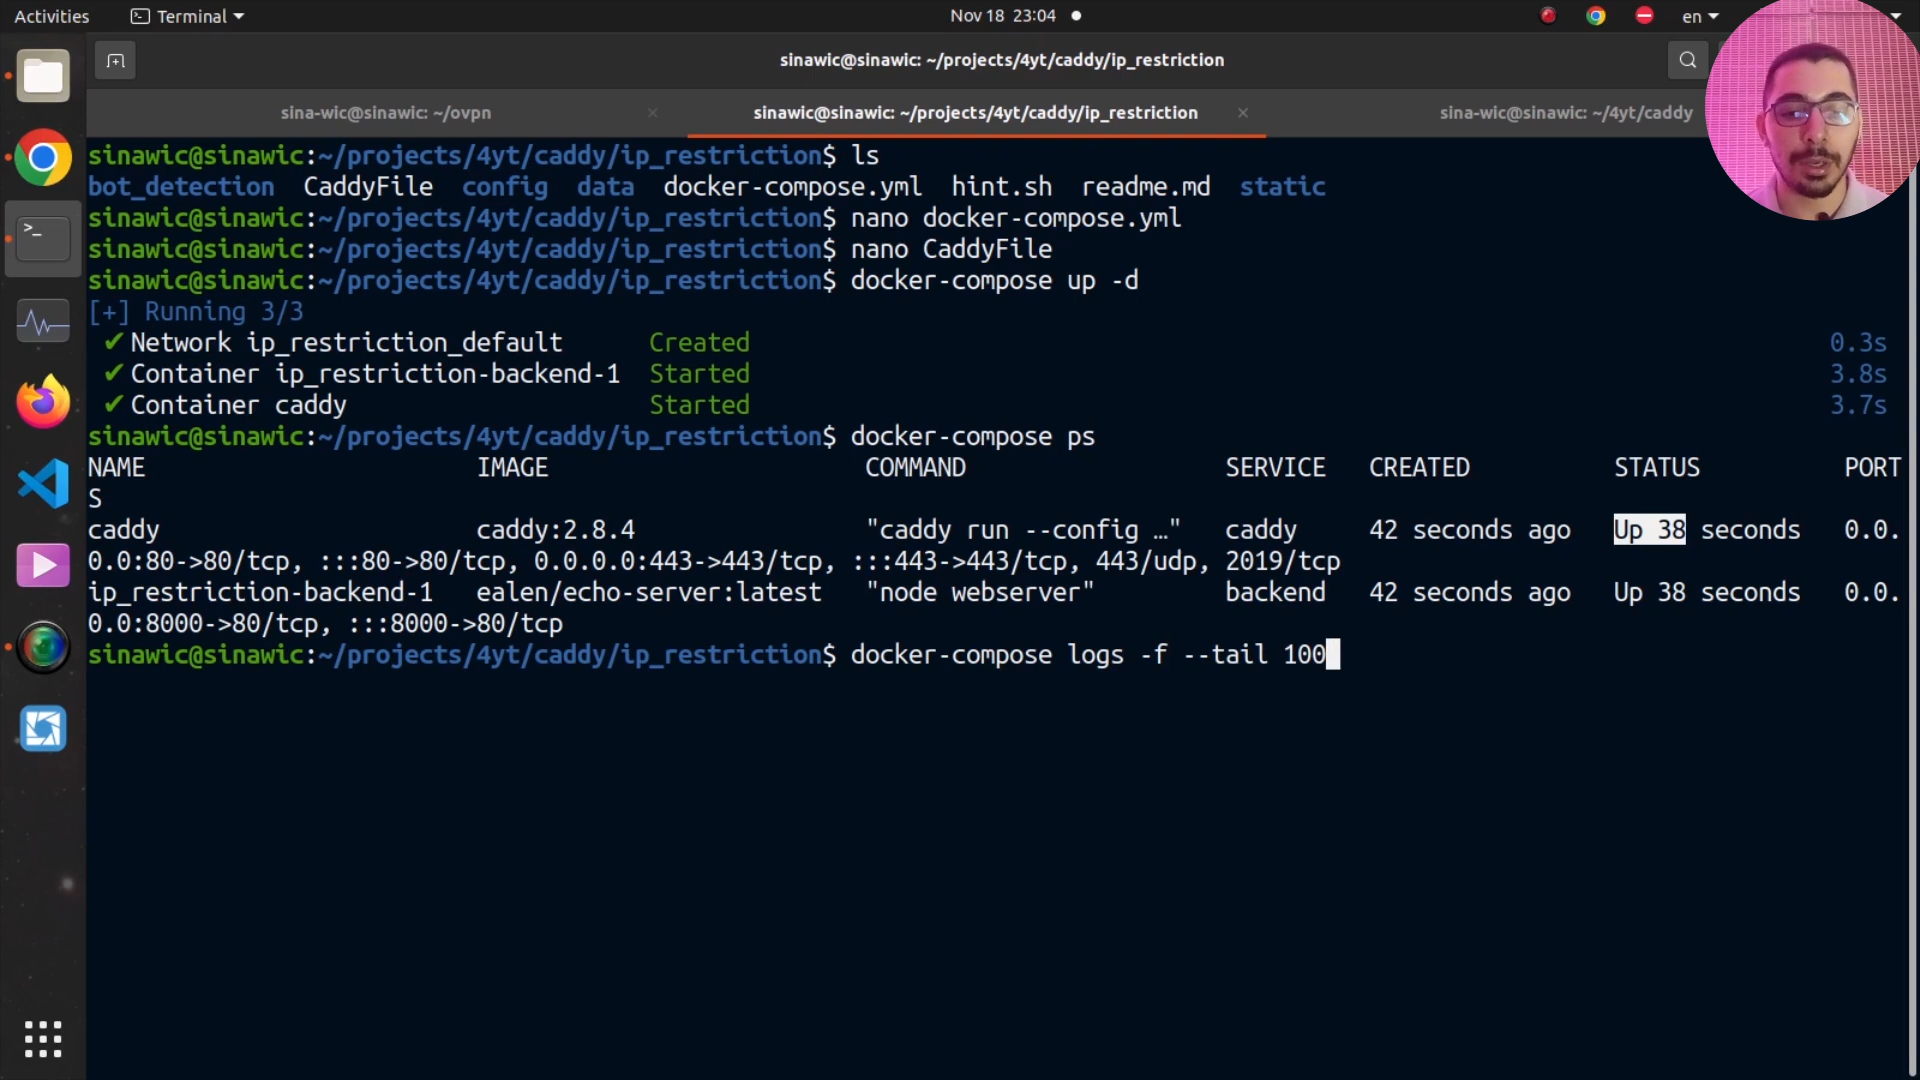 Activities
Terminal
Nov 18 23:04
en
sinawic@sinawic: ~/projects/4yt/caddy/ip_restriction
sina-wic@sinawic: ~/ovpn
sinawic@sinawic: ~/projects/4yt/caddy/ip_restriction
sina-wic@sinawic: ~/4yt/caddy
sinawic@sinawic:~/projects/4yt/caddy/ip_restriction$ ls
bot_detection CaddyFile config data docker-compose.yml hint.sh readme.md static
sinawic@sinawic:~/projects/4yt/caddy/ip_restriction$ nano docker-compose.yml
sinawic@sinawic:~/projects/4yt/caddy/ip_restriction$ nano CaddyFile
sinawic@sinawic:~/projects/4yt/caddy/ip_restriction$ docker-compose up -d
[+] Running 3/3
✔ Network ip_restriction_default Created 0.3s
✔ Container ip_restriction-backend-1 Started 3.8s
✔ Container caddy Started 3.7s
sinawic@sinawic:~/projects/4yt/caddy/ip_restriction$ docker-compose ps
NAME IMAGE COMMAND SERVICE CREATED STATUS PORT
S
caddy caddy:2.8.4 "caddy run --config …" caddy 42 seconds ago Up 38 seconds 0.0.
0.0:80->80/tcp, :::80->80/tcp, 0.0.0.0:443->443/tcp, :::443->443/tcp, 443/udp, 2019/tcp
ip_restriction-backend-1 ealen/echo-server:latest "node webserver" backend 42 seconds ago Up 38 seconds 0.0.
0.0:8000->80/tcp, :::8000->80/tcp
sinawic@sinawic:~/projects/4yt/caddy/ip_restriction$ docker-compose logs -f --tail 100